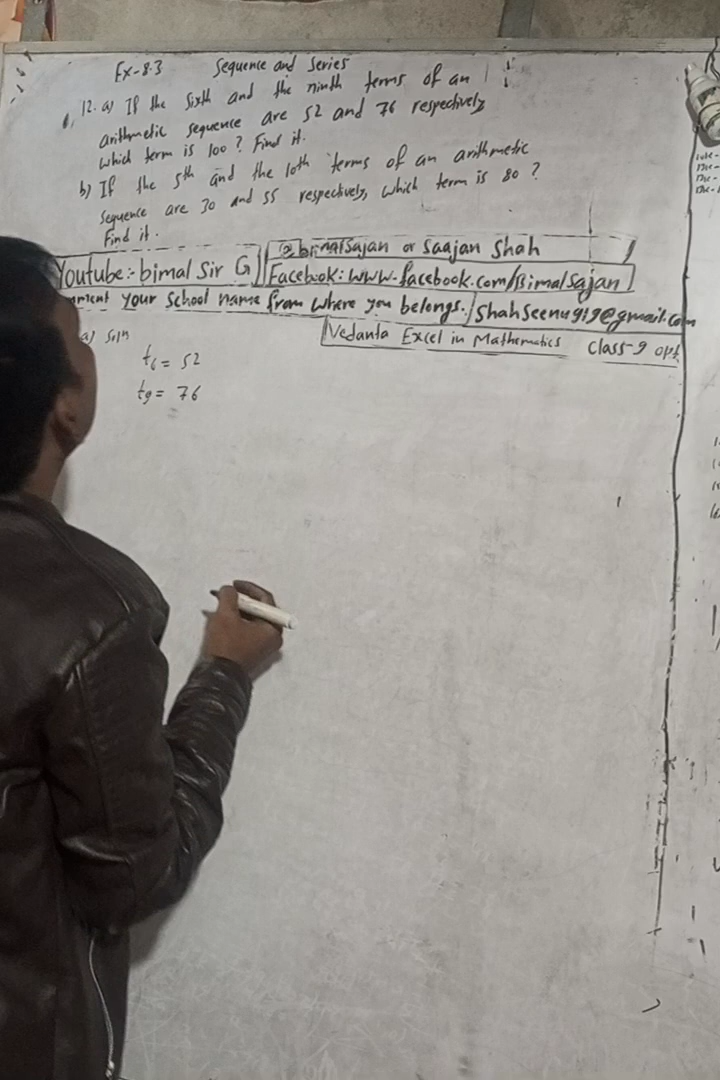 Ex-8.3 Sequence and Series
12. a) If the sixth and the ninth terms of an
arithmetic sequence are 52 and 76 respectively
which term is 100? Find it.
b) If the 5th and the 10th terms of an arithmetic
sequence are 30 and 55 respectively, which term is 80?
Find it.
@bimalsajan or Saajan Shah
Youtube:- bimal Sir G
Facebook: www.facebook.com/Bimalsajan
your school name from where you belongs.
shahseenu919@gmail.com
Vedanta Excel in Mathematics Class-9 opt
a) Soln
t6 = 52
t9 = 76